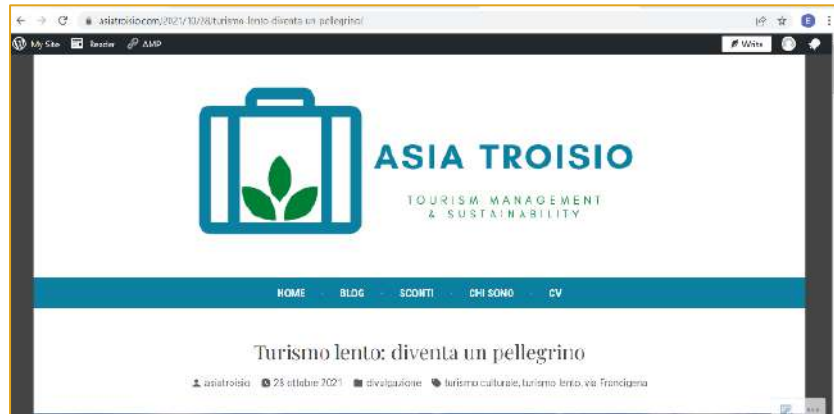 asiatroisio.com/2021/10/28/turismo-lento-diventa-un-pellegrino/
E
My Site Reader AMP Write
ASIA TROISIO
TOURISM MANAGEMENT
& SUSTAINABILITY
HOME BLOG SCONTI CHI SONO CV
Turismo lento: diventa un pellegrino
asiatroisio 28 ottobre 2021 divulgazione turismo culturale, turismo lento, via Francigena